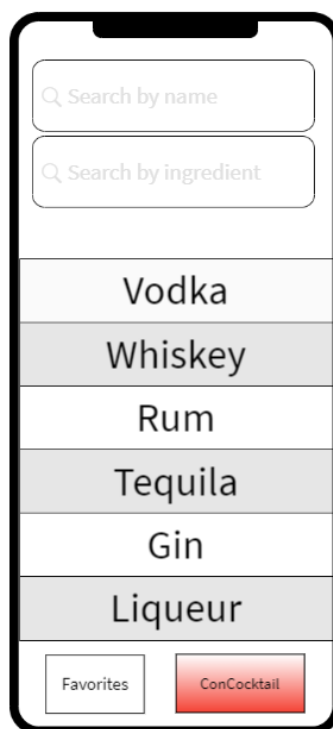 Search by name
Search by ingredient
Vodka
Whiskey
Rum
Tequila
Gin
Liqueur
Favorites ConCocktail